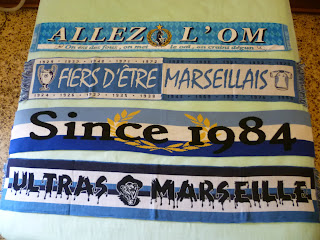 ALLEZ L'OM
FIERS D'ÊTRE MARSEILLAIS
Since 1984
ULTRAS MARSEILLE